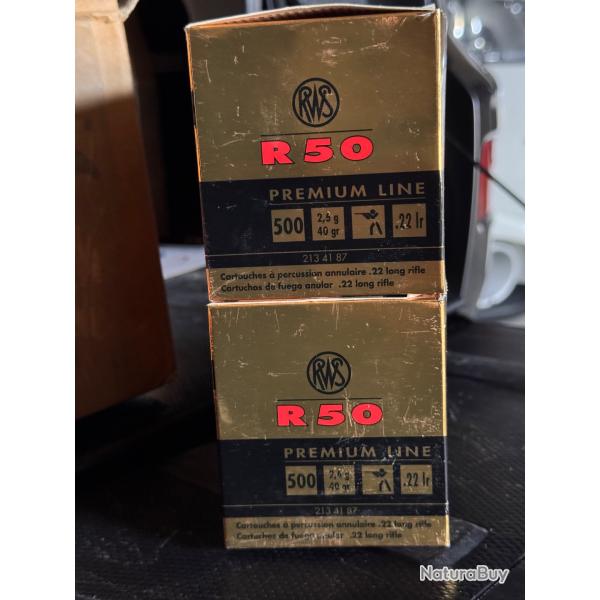 RWS
R 50
PREMIUM LINE
500 2,6 g 40 gr .22 lr
213 41 87
Cartouches à percussion annulaire .22 long rifle
Cartuchos de fuego anular .22 long rifle
RWS
R 50
PREMIUM LINE
500 2,6 g 40 gr .22 lr
213 41 87
Cartouches à percussion annulaire .22 long rifle
Cartuchos de fuego anular .22 long rifle
NaturaBuy